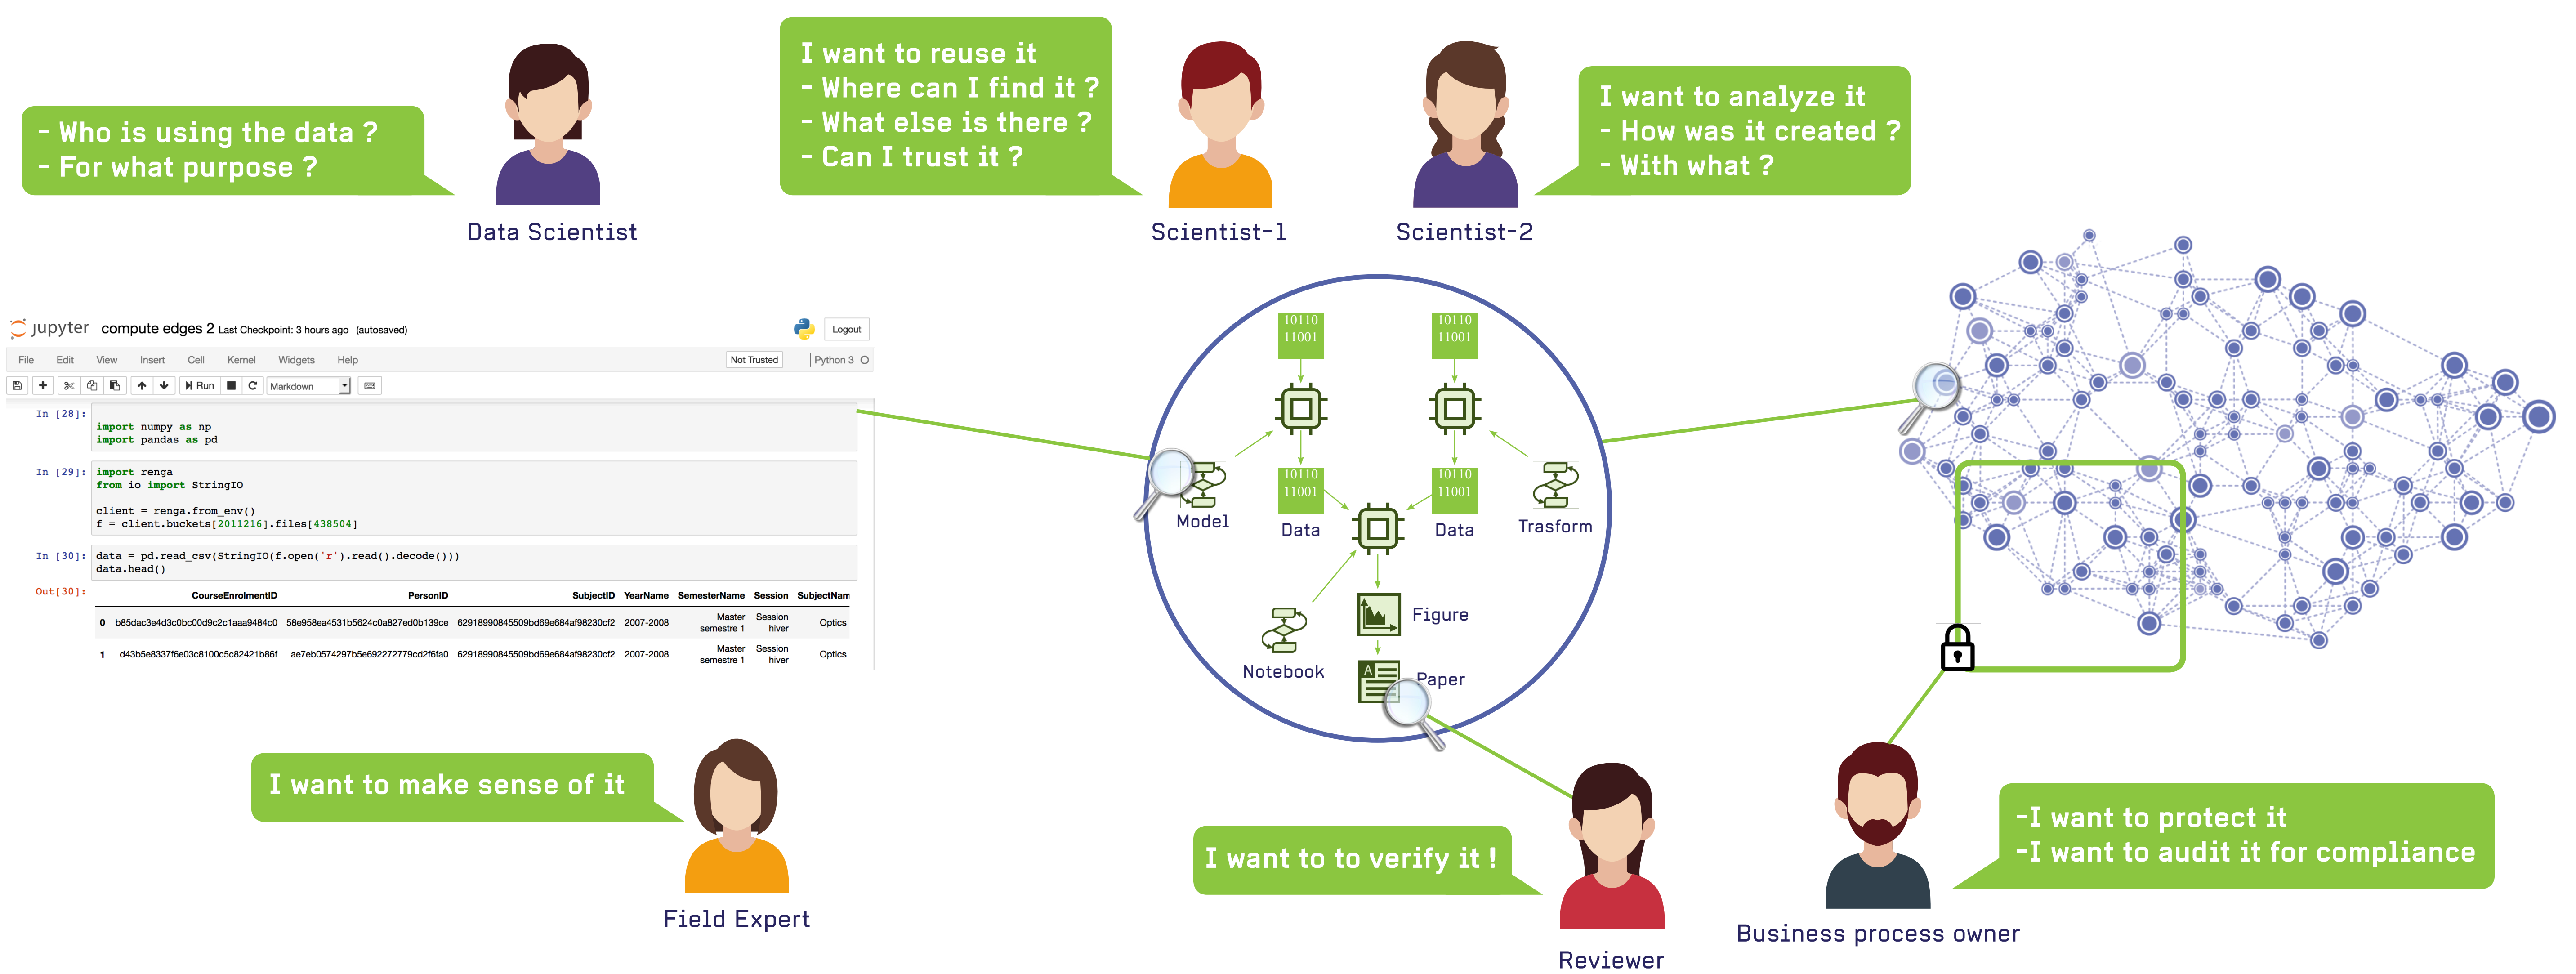 - Who is using the data ?
- For what purpose ?
Data Scientist
I want to reuse it
- Where can I find it ?
- What else is there ?
- Can I trust it ?
Scientist-1
Scientist-2
I want to analyze it
- How was it created ?
- With what ?
jupyter compute edges 2 Last Checkpoint: 3 hours ago (autosaved)
Logout
File Edit View Insert Cell Kernel Widgets Help
Not Trusted
Python 3
Run
Markdown
In [28]:
import numpy as np
import pandas as pd
In [29]:
import renga
from io import StringIO
client = renga.from_env()
f = client.buckets[2011216].files[438504]
In [30]:
data = pd.read_csv(StringIO(f.open('r').read().decode()))
data.head()
Out[30]:
CourseEnrolmentID PersonID SubjectID YearName SemesterName Session SubjectNam
0 b85dac3e4d3c0bc00d9c2c1aaa9484c0 58e958ea4531b5624c0a827ed0b139ce 62918990845509bd69e684af98230cf2 2007-2008 Master semestre 1 Session hiver Optics
1 d43b5e8337f6e03c8100c5c82421b86f ae7eb0574297b5e692272779cd2f6fa0 62918990845509bd69e684af98230cf2 2007-2008 Master semestre 1 Session hiver Optics
10110
11001
10110
11001
10110
11001
10110
11001
Model
Data
Data
Trasform
Figure
Notebook
A
Paper
I want to make sense of it
Field Expert
I want to to verify it !
Reviewer
Business process owner
-I want to protect it
-I want to audit it for compliance